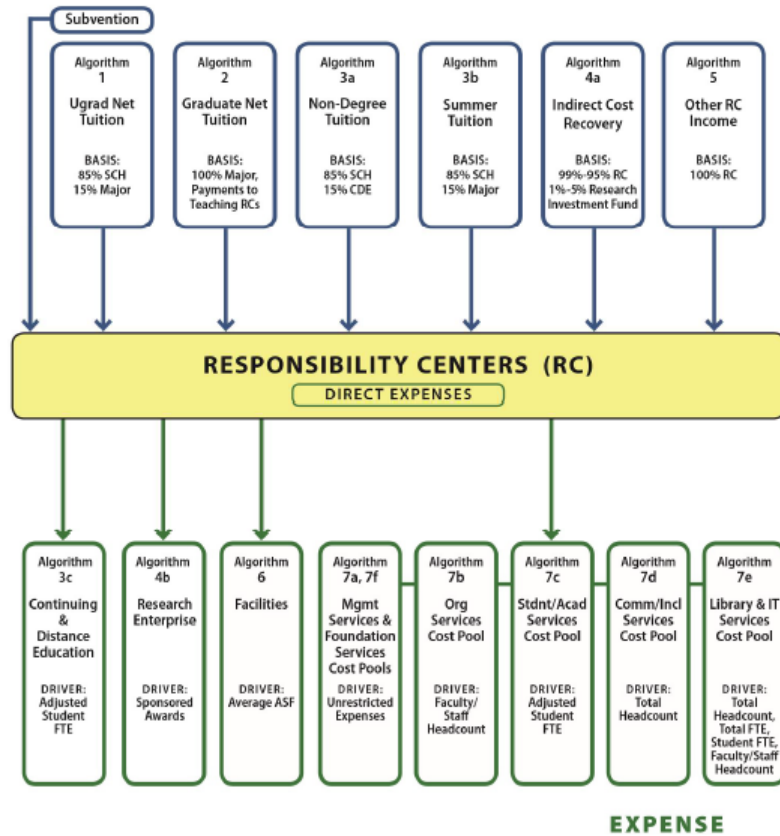 Subvention
Algorithm
1
Ugrad Net
Tuition
BASIS:
85% SCH
15% Major
Algorithm
2
Graduate Net
Tuition
BASIS:
100% Major,
Payments to
Teaching RCs
Algorithm
3a
Non-Degree
Tuition
BASIS:
85% SCH
15% CDE
Algorithm
3b
Summer
Tuition
BASIS:
85% SCH
15% Major
Algorithm
4a
Indirect Cost
Recovery
BASIS:
99%-95% RC
1%-5% Research
Investment Fund
Algorithm
5
Other RC
Income
BASIS:
100% RC
RESPONSIBILITY CENTERS (RC)
DIRECT EXPENSES
Algorithm
3c
Continuing
&
Distance
Education
DRIVER:
Adjusted
Student
FTE
Algorithm
4b
Research
Enterprise
DRIVER:
Sponsored
Awards
Algorithm
6
Facilities
DRIVER:
Average ASF
Algorithm
7a, 7f
Mgmt
Services &
Foundation
Services
Cost Pools
DRIVER:
Unrestricted
Expenses
Algorithm
7b
Org
Services
Cost Pool
DRIVER:
Faculty/
Staff
Headcount
Algorithm
7c
Stdnt/Acad
Services
Cost Pool
DRIVER:
Adjusted
Student
FTE
Algorithm
7d
Comm/Incl
Services
Cost Pool
DRIVER:
Total
Headcount
Algorithm
7e
Library & IT
Services
Cost Pool
DRIVER:
Total
Headcount,
Total FTE,
Student FTE,
Faculty/Staff
Headcount
EXPENSE